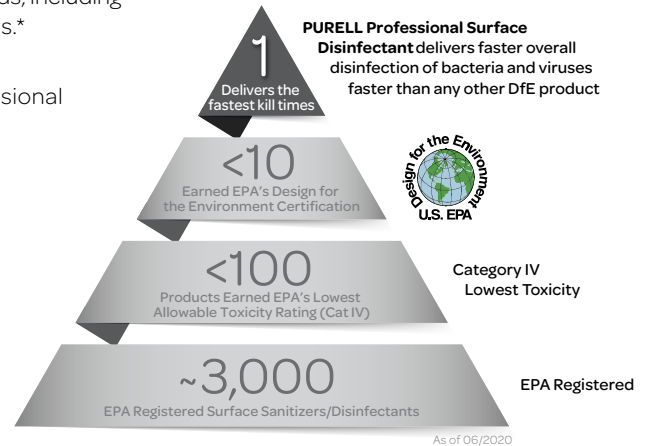 ds, including
s.*
sional
1
Delivers the
fastest kill times
PURELL Professional Surface
Disinfectant delivers faster overall
disinfection of bacteria and viruses
faster than any other DfE product
<10
Earned EPA's Design for
the Environment Certification
Design for the Environment
U.S. EPA
<100
Products Earned EPA's Lowest
Allowable Toxicity Rating (Cat IV)
Category IV
Lowest Toxicity
~3,000
EPA Registered Surface Sanitizers/Disinfectants
EPA Registered
As of 06/2020